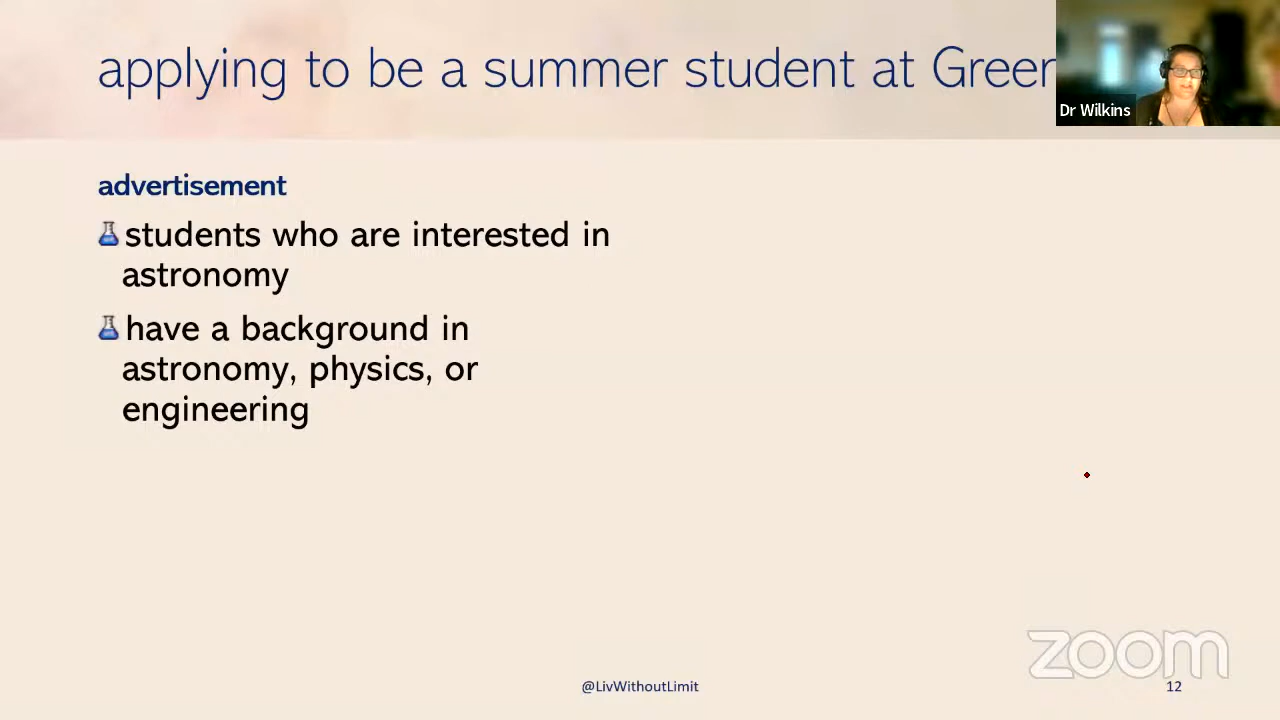 applying to be a summer student at Green
Dr Wilkins
advertisement
students who are interested in
astronomy
have a background in
astronomy, physics, or
engineering
zoom
@LivWithoutLimit
12